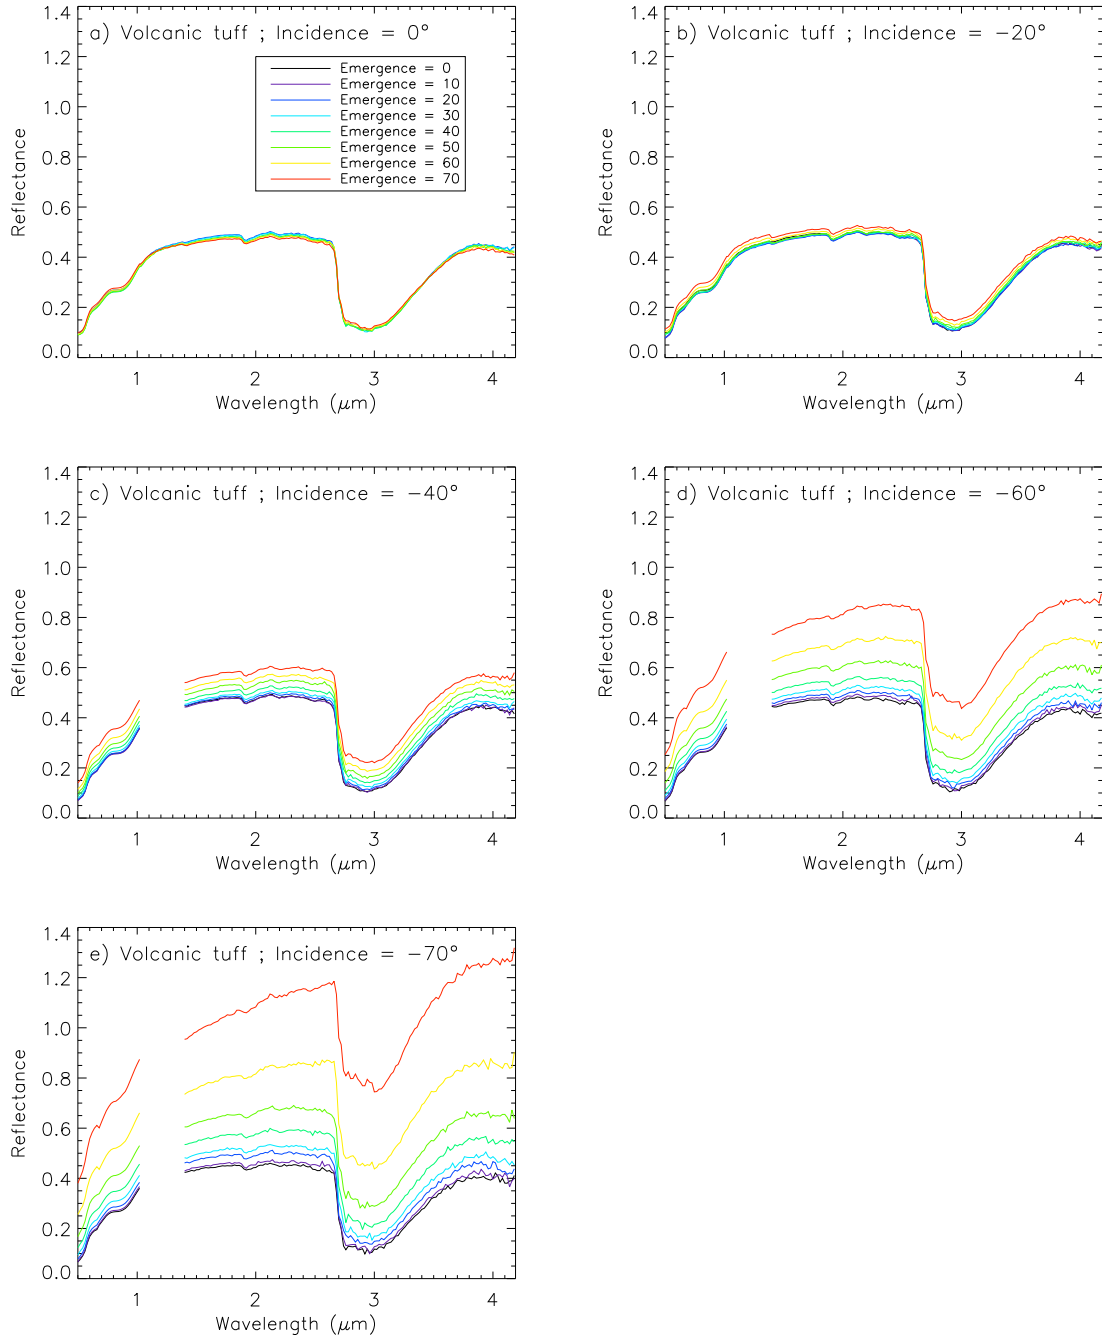 a) Volcanic tuff ; Incidence = 0°
Emergence = 0
Emergence = 10
Emergence = 20
Emergence = 30
Emergence = 40
Emergence = 50
Emergence = 60
Emergence = 70
1.4
1.2
1.0
0.8
0.6
0.4
0.2
0.0
Reflectance
1 2 3 4
Wavelength (μm)
b) Volcanic tuff ; Incidence = −20°
1.4
1.2
1.0
0.8
0.6
0.4
0.2
0.0
Reflectance
1 2 3 4
Wavelength (μm)
c) Volcanic tuff ; Incidence = −40°
1.4
1.2
1.0
0.8
0.6
0.4
0.2
0.0
Reflectance
1 2 3 4
Wavelength (μm)
d) Volcanic tuff ; Incidence = −60°
1.4
1.2
1.0
0.8
0.6
0.4
0.2
0.0
Reflectance
1 2 3 4
Wavelength (μm)
e) Volcanic tuff ; Incidence = −70°
1.4
1.2
1.0
0.8
0.6
0.4
0.2
0.0
Reflectance
1 2 3 4
Wavelength (μm)